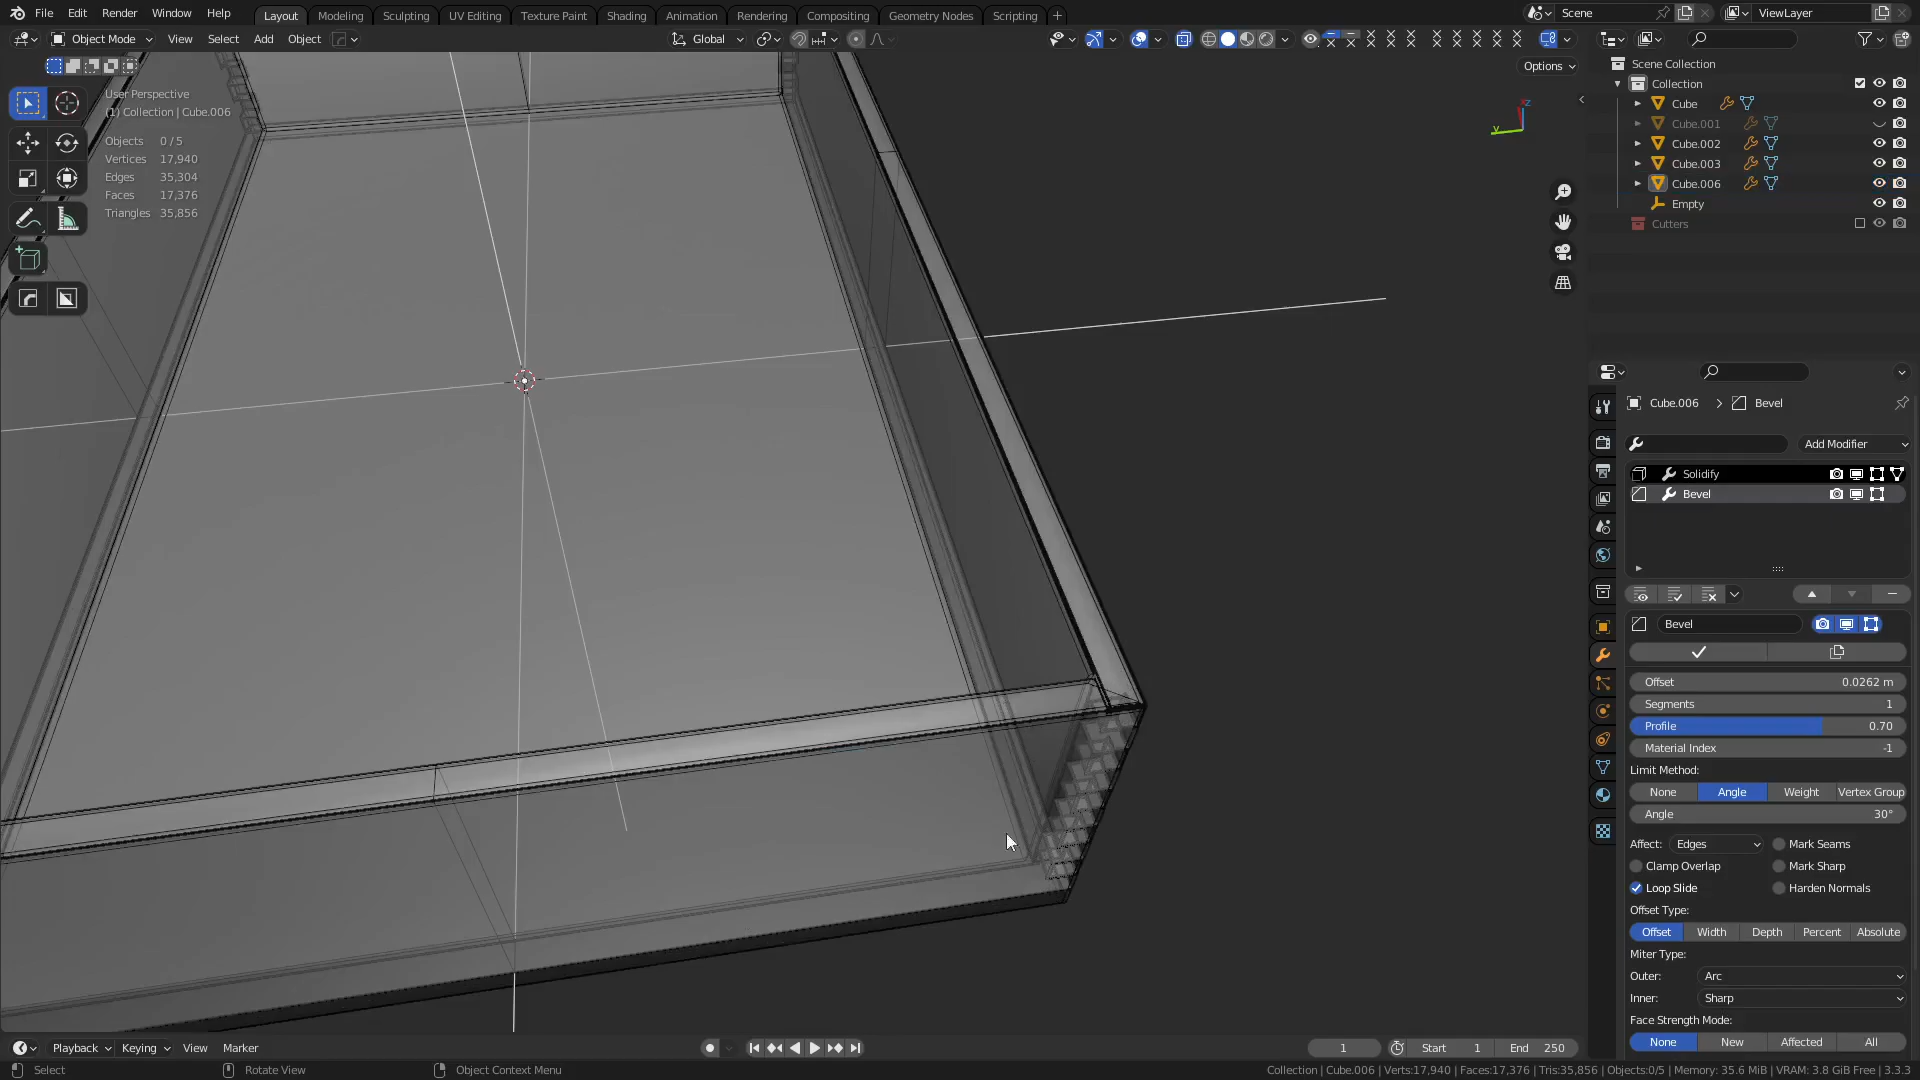 File Edit Render Window Help Layout Modeling Sculpting UV Editing Texture Paint Shading Animation Rendering Compositing Geometry Nodes Scripting + Scene ViewLayer
Object Mode View Select Add Object Global
Options
User Perspective
(1) Collection | Cube.006
Objects 0 / 5
Vertices 17,940
Edges 35,304
Faces 17,376
Triangles 35,856
Scene Collection
Collection
Cube
Cube.001
Cube.002
Cube.003
Cube.006
Empty
Cutters
Cube.006 > Bevel
Add Modifier
Solidify
Bevel
Bevel
Offset 0.0262 m
Segments 1
Profile 0.70
Material Index -1
Limit Method:
None Angle Weight Vertex Group
Angle 30°
Affect: Edges Mark Seams
Clamp Overlap Mark Sharp
Loop Slide Harden Normals
Offset Type:
Offset Width Depth Percent Absolute
Miter Type:
Outer: Arc
Inner: Sharp
Face Strength Mode:
None New Affected All
Playback Keying View Marker 1 Start 1 End 250
Select Rotate View Object Context Menu Collection | Cube.006 | Verts:17,940 | Faces:17,376 | Tris:35,856 | Objects:0/5 | Memory: 35.6 MiB | VRAM: 3.8 GiB Free | 3.3.3